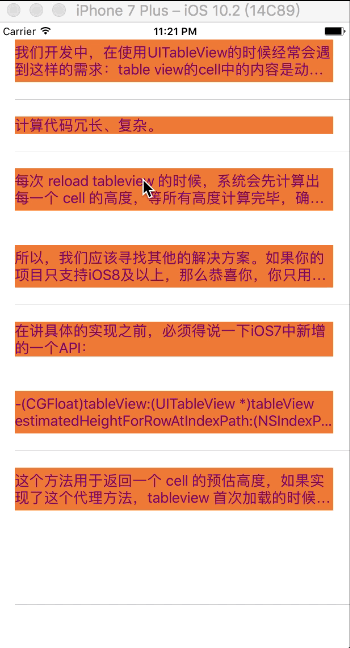 iPhone 7 Plus – iOS 10.2 (14C89)
Carrier 11:21 PM
我们开发中，在使用UITableView的时候经常会遇
到这样的需求：table view的cell中的内容是动…
计算代码冗长、复杂。
每次 reload tableview 的时候，系统会先计算出
每一个 cell 的高度，等所有高度计算完毕，确…
所以，我们应该寻找其他的解决方案。如果你的
项目只支持iOS8及以上，那么恭喜你，你只用…
在讲具体的实现之前，必须得说一下iOS7中新增
的一个API：
-(CGFloat)tableView:(UITableView *)tableView
estimatedHeightForRowAtIndexPath:(NSIndexP...
这个方法用于返回一个 cell 的预估高度，如果实
现了这个代理方法，tableview 首次加载的时候…